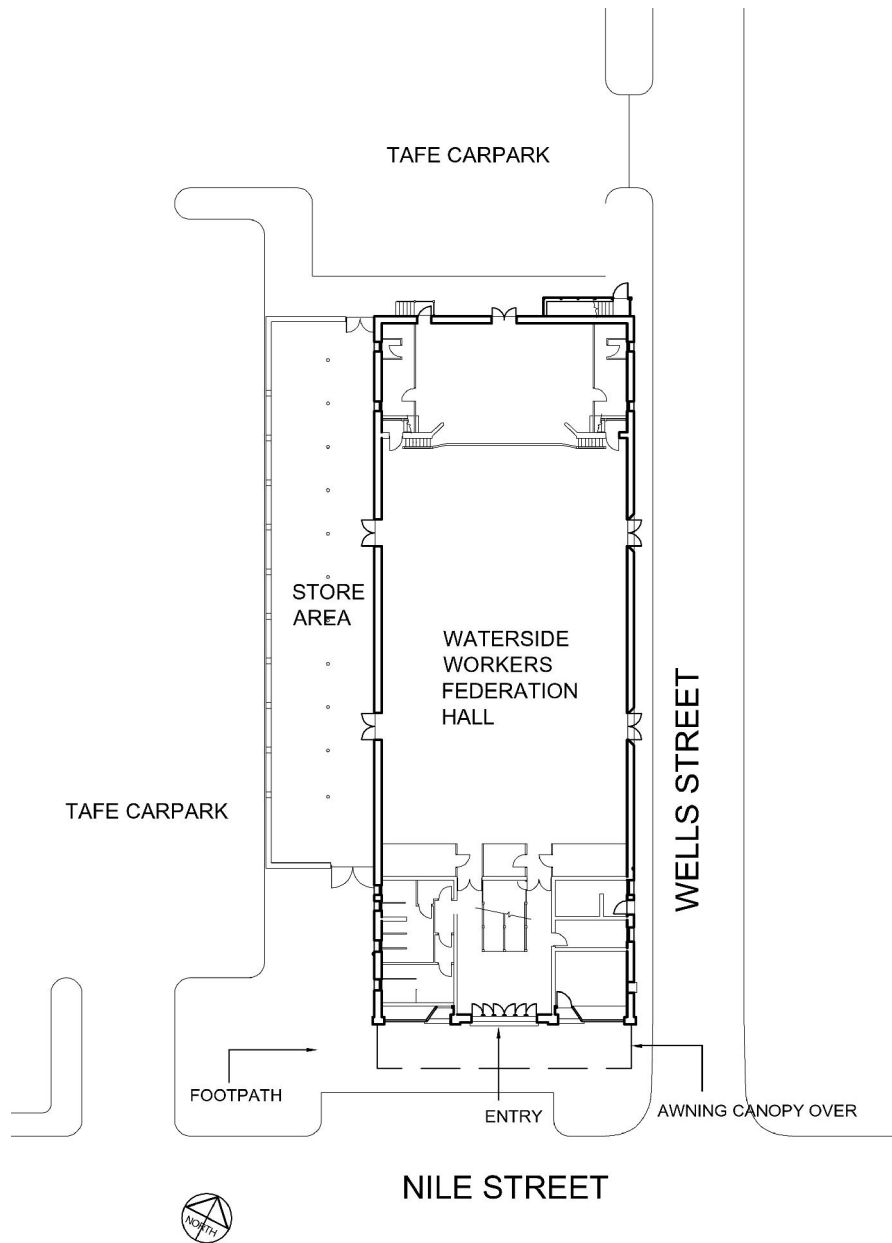 TAFE CARPARK
STORE
AREA
WATERSIDE
WORKERS
FEDERATION
HALL
WELLS STREET
TAFE CARPARK
FOOTPATH
ENTRY
AWNING CANOPY OVER
NILE STREET
NORTH